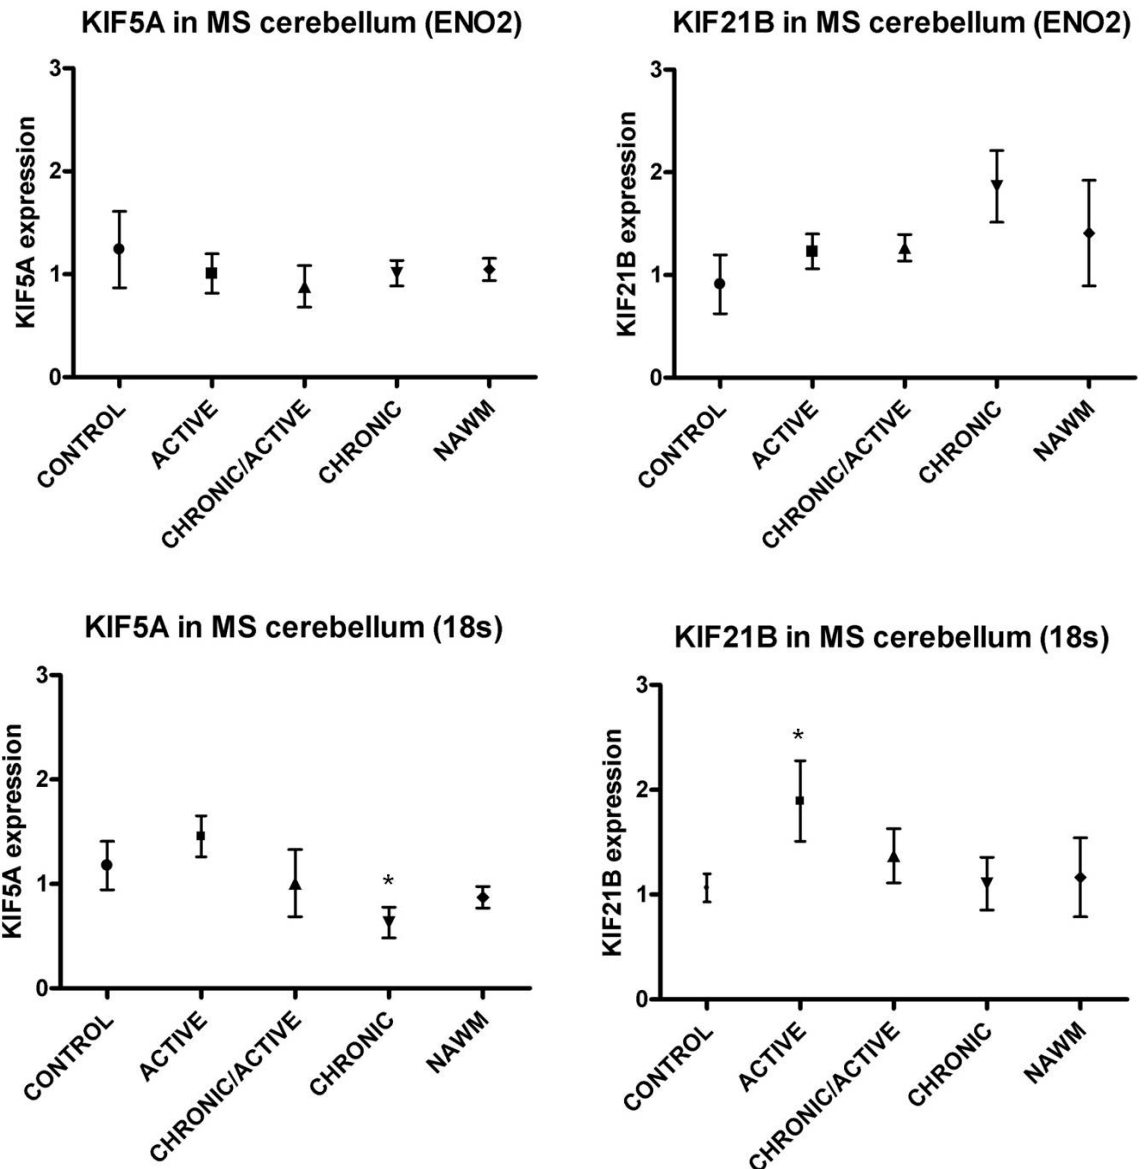 KIF5A in MS cerebellum (ENO2)
KIF5A expression
3
2
1
0
CONTROL
ACTIVE
CHRONIC/ACTIVE
CHRONIC
NAWM
KIF21B in MS cerebellum (ENO2)
KIF21B expression
3
2
1
0
CONTROL
ACTIVE
CHRONIC/ACTIVE
CHRONIC
NAWM
KIF5A in MS cerebellum (18s)
KIF5A expression
3
2
1
0
*
CONTROL
ACTIVE
CHRONIC/ACTIVE
CHRONIC
NAWM
KIF21B in MS cerebellum (18s)
KIF21B expression
3
2
1
0
*
CONTROL
ACTIVE
CHRONIC/ACTIVE
CHRONIC
NAWM